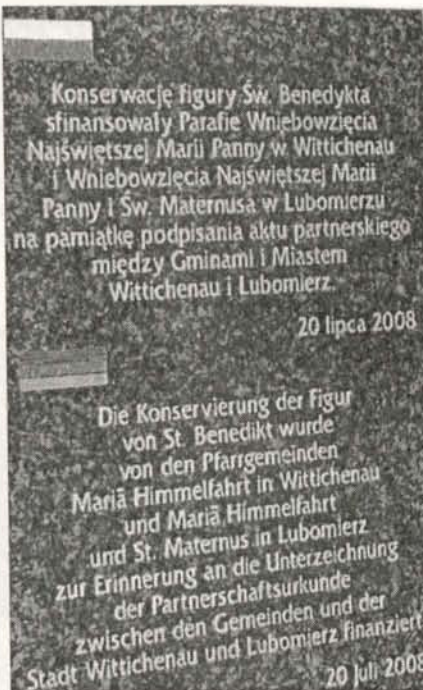 Konserwację figury Św. Benedykta
sfinansowały Parafie Wniebowzięcia
Najświętszej Marii Panny w Wittichenau
i Wniebowzięcia Najświętszej Marii
Panny i Św. Maternusa w Lubomierzu
na pamiątkę podpisania aktu partnerskiego
między Gminami i Miastem
Wittichenau i Lubomierz.
20 lipca 2008
Die Konservierung der Figur
von St. Benedikt wurde
von den Pfarrgemeinden
Mariä Himmelfahrt in Wittichenau
und Mariä Himmelfahrt
und St. Maternus in Lubomierz
zur Erinnerung an die Unterzeichnung
der Partnerschaftsurkunde
zwischen den Gemeinden und der
Stadt Wittichenau und Lubomierz finanziert
20 Juli 2008